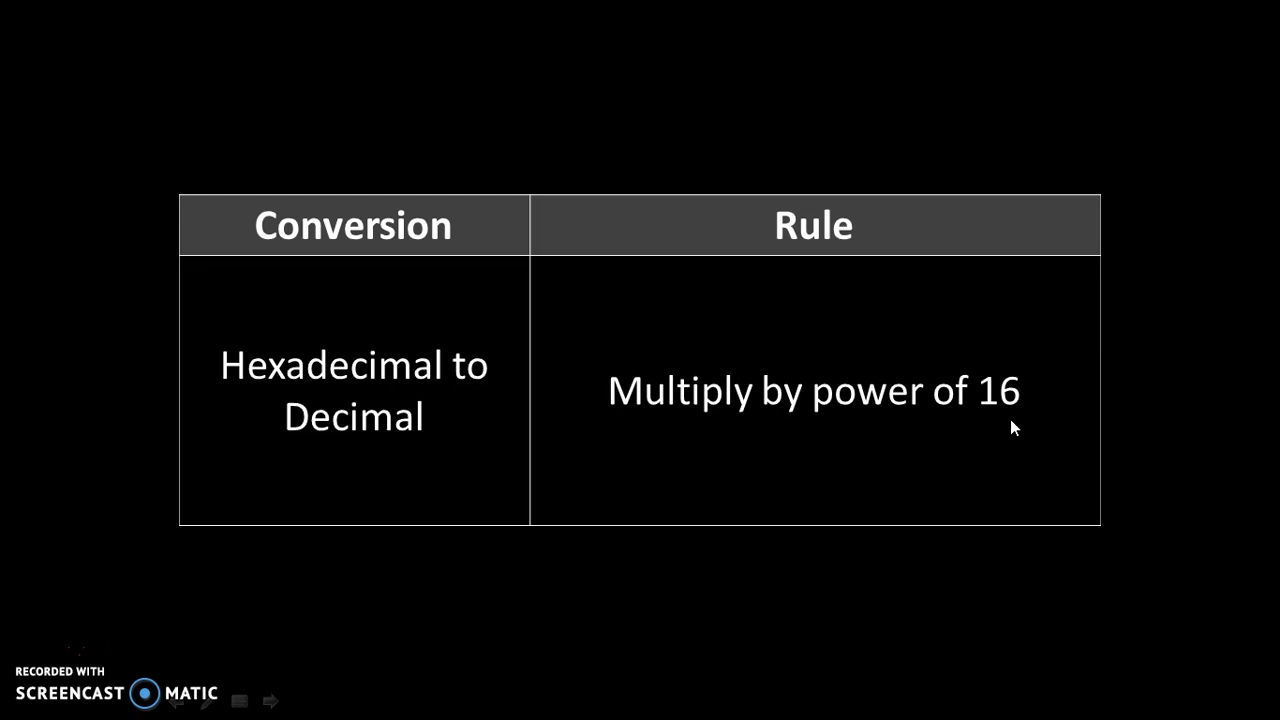 Conversion
Rule
Hexadecimal to
Decimal
Multiply by power of 16
RECORDED WITH
SCREENCAST MATIC